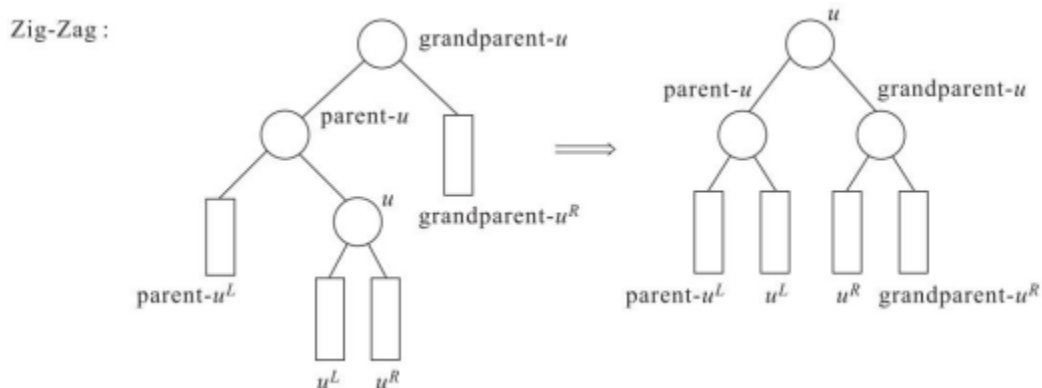 Zig-Zag :
grandparent-u
parent-u
u
grandparent-u^R
parent-u^L
u^L
u^R
u
parent-u
grandparent-u
parent-u^L
u^L
u^R
grandparent-u^R